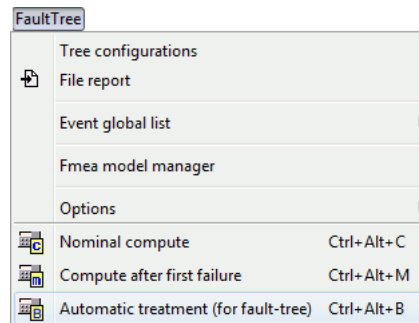 FaultTree
Tree configurations
File report
Event global list
Fmea model manager
Options
C Nominal compute Ctrl+Alt+C
m Compute after first failure Ctrl+Alt+M
B Automatic treatment (for fault-tree) Ctrl+Alt+B